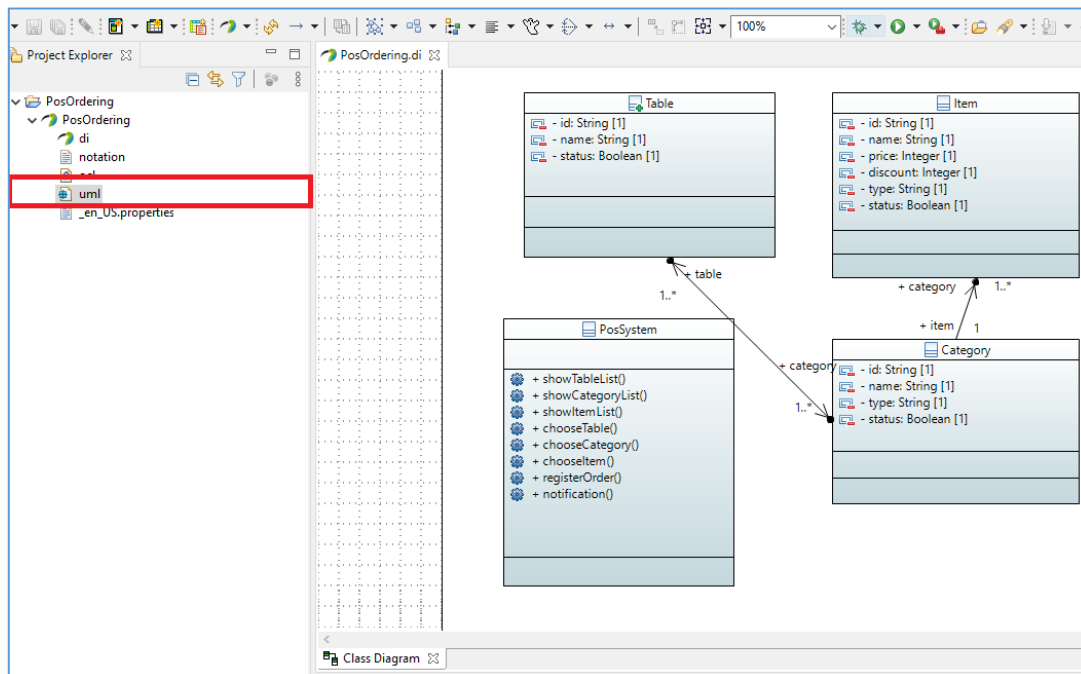 100%
Project Explorer
PosOrdering
PosOrdering
di
notation
uml
_en_US.properties
PosOrdering.di
Table
- id: String [1]
- name: String [1]
- status: Boolean [1]
Item
- id: String [1]
- name: String [1]
- price: Integer [1]
- discount: Integer [1]
- type: String [1]
- status: Boolean [1]
+ table
1..*
+ category
1..*
+ item
1
PosSystem
+ showTableList()
+ showCategoryList()
+ showItemList()
+ chooseTable()
+ chooseCategory()
+ chooseItem()
+ registerOrder()
+ notification()
+ category
1..*
Category
- id: String [1]
- name: String [1]
- type: String [1]
- status: Boolean [1]
Class Diagram